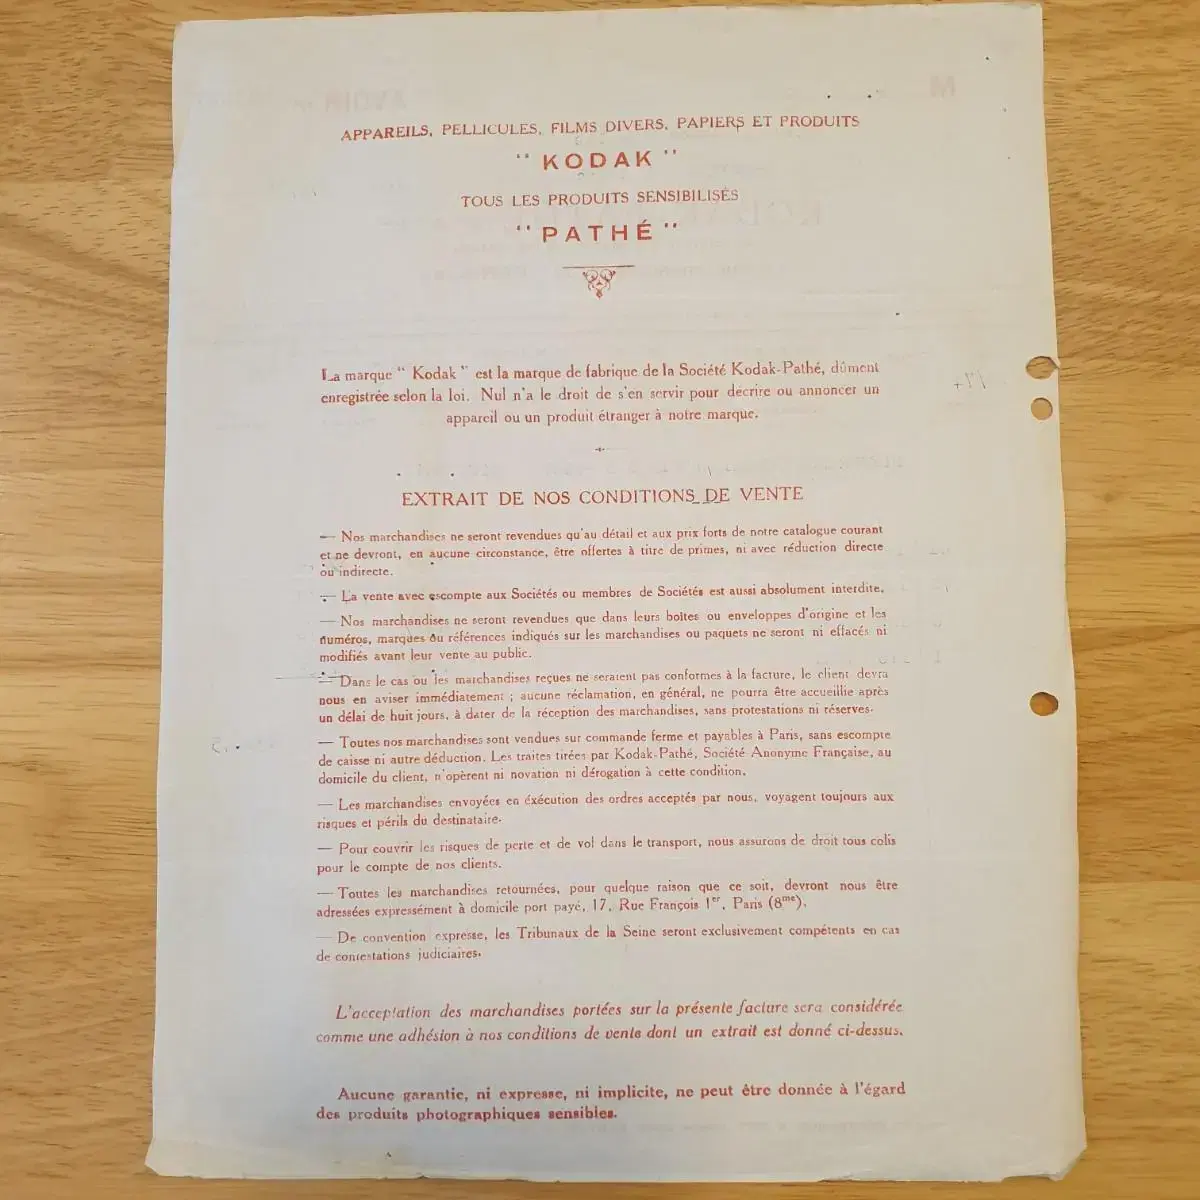 APPAREILS, PELLICULES, FILMS DIVERS, PAPIERS ET PRODUITS
" KODAK "
TOUS LES PRODUITS SENSIBILISÉS
" PATHÉ "
La marque " Kodak " est la marque de fabrique de la Société Kodak-Pathé, dûment
enregistrée selon la loi. Nul n'a le droit de s'en servir pour décrire ou annoncer un
appareil ou un produit étranger à notre marque.
EXTRAIT DE NOS CONDITIONS DE VENTE
— Nos marchandises ne seront revendues qu'au détail et aux prix forts de notre catalogue courant
et ne devront, en aucune circonstance, être offertes à titre de primes, ni avec réduction directe
ou indirecte.
— La vente avec escompte aux Sociétés ou membres de Sociétés est aussi absolument interdite.
— Nos marchandises ne seront revendues que dans leurs boîtes ou enveloppes d'origine et les
numéros, marques ou références indiqués sur les marchandises ou paquets ne seront ni effacés ni
modifiés avant leur vente au public.
— Dans le cas où les marchandises reçues ne seraient pas conformes à la facture, le client devra
nous en aviser immédiatement ; aucune réclamation, en général, ne pourra être accueillie après
un délai de huit jours, à dater de la réception des marchandises, sans protestations ni réserves.
— Toutes nos marchandises sont vendues sur commande ferme et payables à Paris, sans escompte
de caisse ni autre déduction. Les traites tirées par Kodak-Pathé, Société Anonyme Française, au
domicile du client, n'opèrent ni novation ni dérogation à cette condition.
— Les marchandises envoyées en éxécution des ordres acceptés par nous, voyagent toujours aux
risques et périls du destinataire.
— Pour couvrir les risques de perte et de vol dans le transport, nous assurons de droit tous colis
pour le compte de nos clients.
— Toutes les marchandises retournées, pour quelque raison que ce soit, devront nous être
adressées expressément à domicile port payé, 17, Rue François 1er, Paris (8me).
— De convention expresse, les Tribunaux de la Seine seront exclusivement compétents en cas
de contestations judiciaires.
L'acceptation des marchandises portées sur la présente facture sera considérée
comme une adhésion à nos conditions de vente dont un extrait est donné ci-dessus.
Aucune garantie, ni expresse, ni implicite, ne peut être donnée à l'égard
des produits photographiques sensibles.